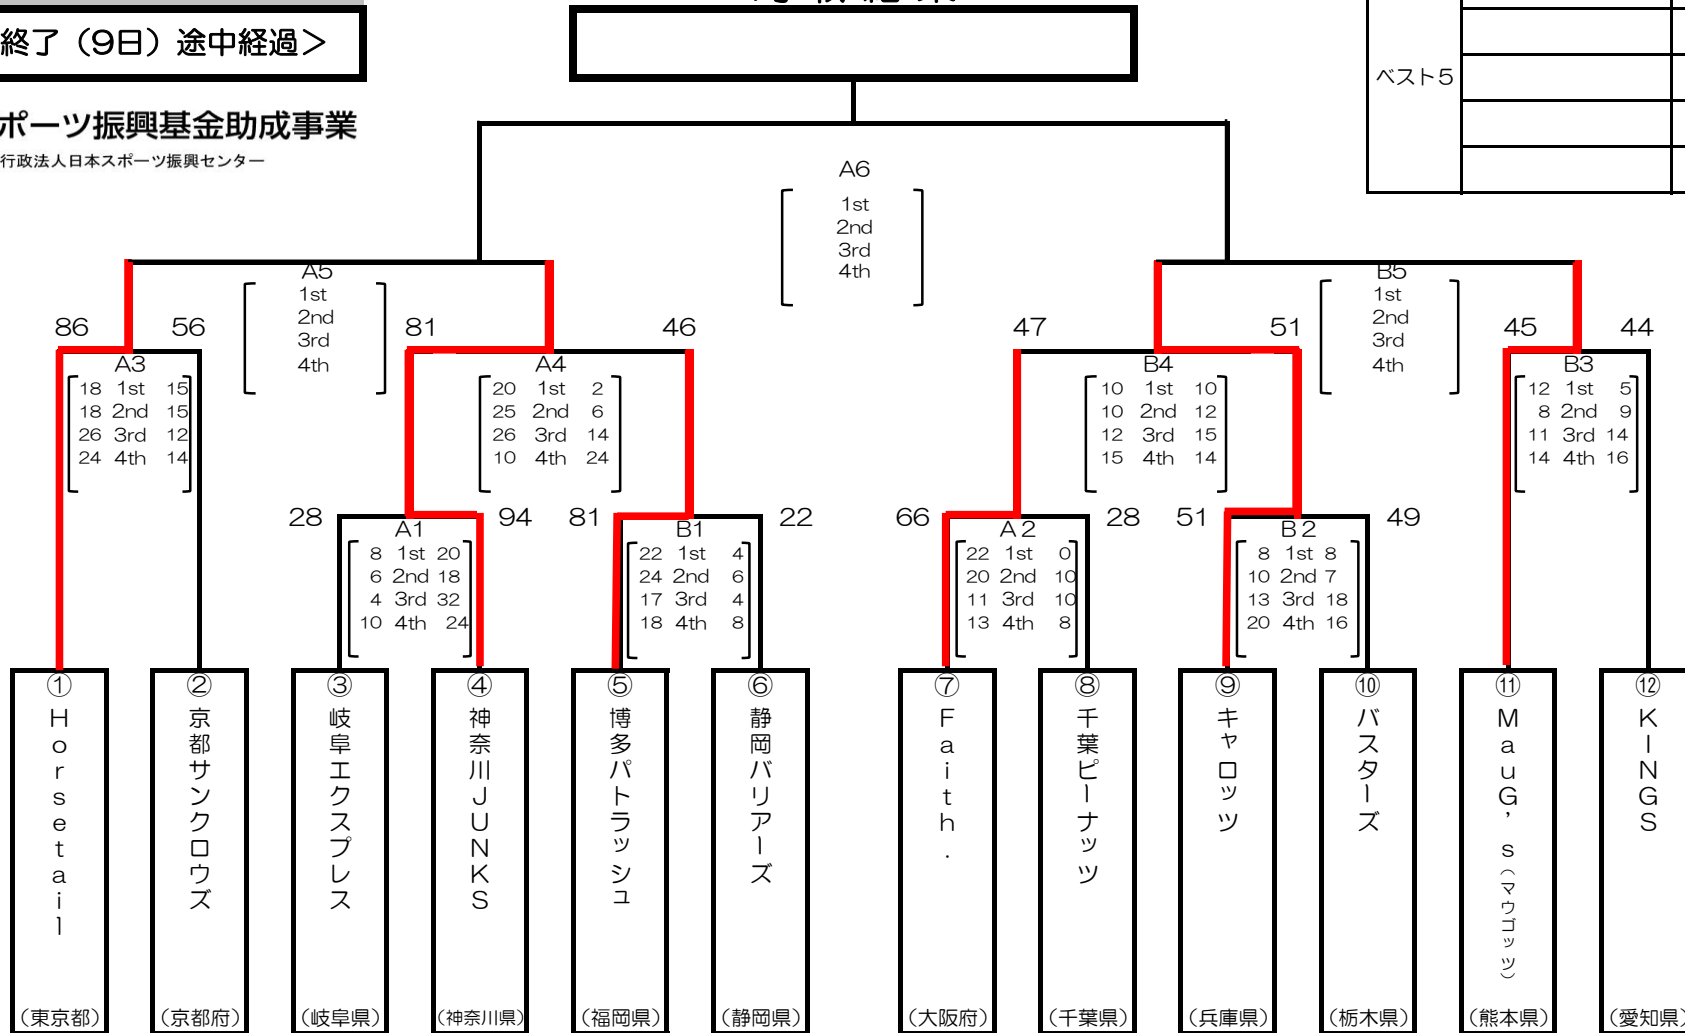 終了（9日）途中経過＞
ベスト5
ポーツ振興基金助成事業
行政法人日本スポーツ振興センター
A6
1st
2nd
3rd
4th
A5
1st
2nd
3rd
4th
B5
1st
2nd
3rd
4th
86 56
A3
18 1st 15
18 2nd 15
26 3rd 12
24 4th 14
81 46
A4
20 1st 2
25 2nd 6
26 3rd 14
10 4th 24
47 51
B4
10 1st 10
10 2nd 12
12 3rd 15
15 4th 14
45 44
B3
12 1st 5
8 2nd 9
11 3rd 14
14 4th 16
28 94
A1
8 1st 20
6 2nd 18
4 3rd 32
10 4th 24
81 22
B1
22 1st 4
24 2nd 6
17 3rd 4
18 4th 8
66 28
A2
22 1st 0
20 2nd 10
11 3rd 10
13 4th 8
51 49
B2
8 1st 8
10 2nd 7
13 3rd 18
20 4th 16
① Horsetail （東京都）
② 京都サンクロウズ （京都府）
③ 岐阜エクスプレス （岐阜県）
④ 神奈川JUNKS （神奈川県）
⑤ 博多パトラッシュ （福岡県）
⑥ 静岡バリアーズ （静岡県）
⑦ Faith. （大阪府）
⑧ 千葉ピーナッツ （千葉県）
⑨ キャロッツ （兵庫県）
⑩ バスターズ （栃木県）
⑪ MauG's（マウゴッツ） （熊本県）
⑫ KINGS （愛知県）